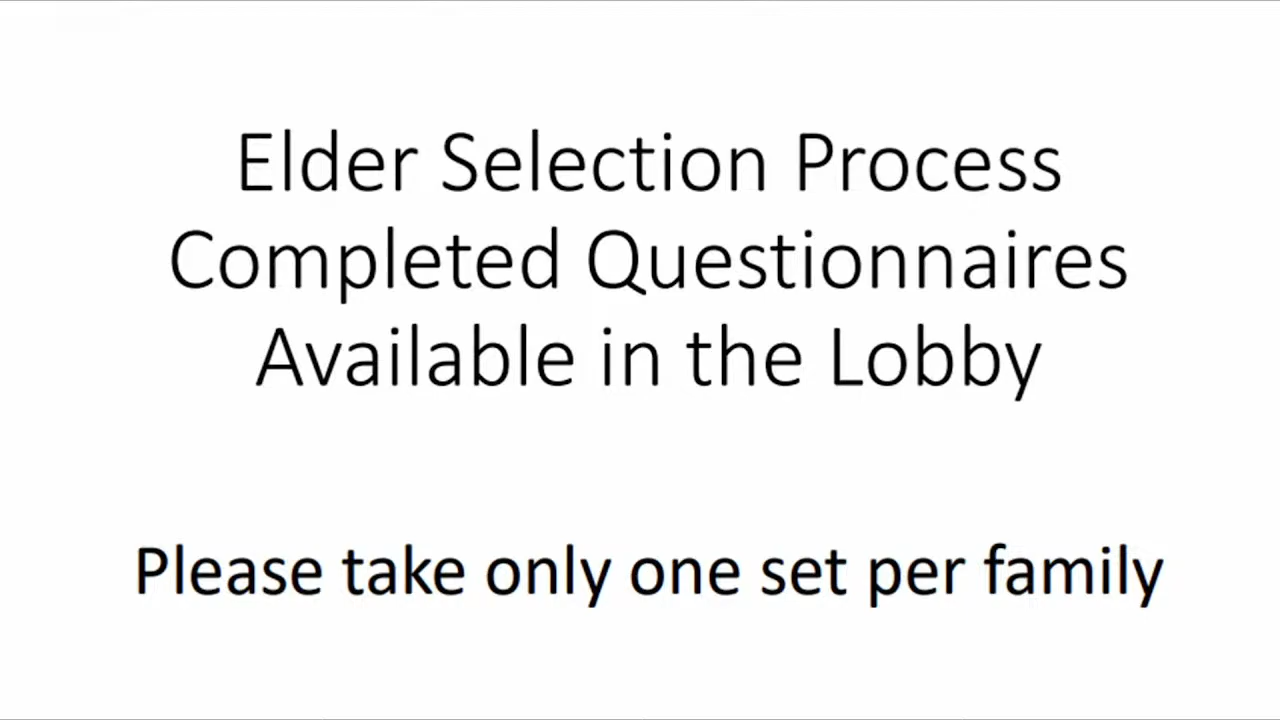 Elder Selection Process
Completed Questionnaires
Available in the Lobby
Please take only one set per family